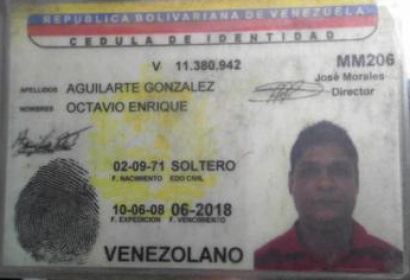 REPUBLICA BOLIVARIANA DE VENEZUELA
CEDULA DE IDENTIDAD
V 11.380.942
MM206
José Morales
Director
APELLIDOS AGUILARTE GONZALEZ
NOMBRES OCTAVIO ENRIQUE
02-09-71 SOLTERO
F. NACIMIENTO EDO CIVIL
10-06-08 06-2018
F. EXPEDICION F. VENCIMIENTO
VENEZOLANO